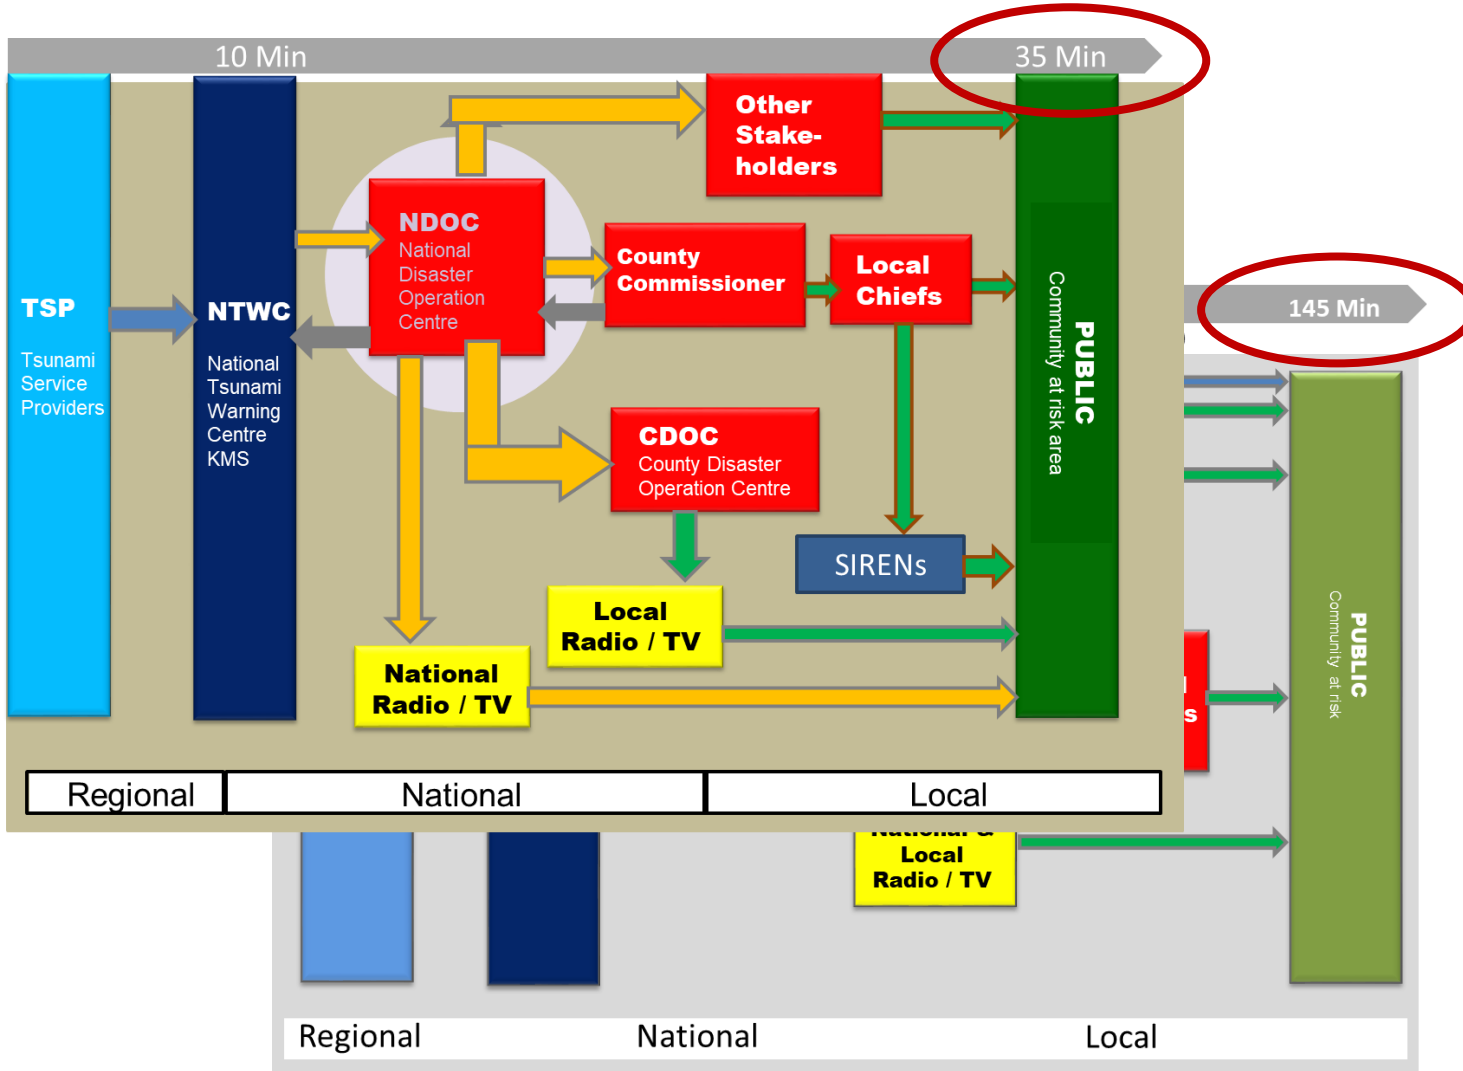 10 Min
35 Min
Other
Stake-
holders
NDOC
National
Disaster
Operation
Centre
County
Commissioner
Local
Chiefs
TSP
Tsunami
Service
Providers
NTWC
National
Tsunami
Warning
Centre
KMS
PUBLIC
Community at risk area
145 Min
CDOC
County Disaster
Operation Centre
SIRENs
Local
Radio / TV
National
Radio / TV
PUBLIC
Community at risk
Regional
National
Local
National &
Local
Radio / TV
Regional
National
Local